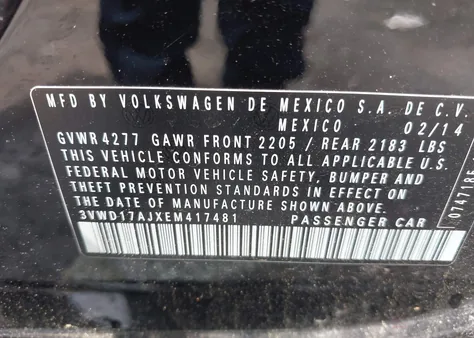 MFD BY VOLKSWAGEN DE MEXICO S.A. DE C.V.
MEXICO 02/14
GVWR 4277 GAWR FRONT 2205 / REAR 2183 LBS
THIS VEHICLE CONFORMS TO ALL APPLICABLE U.S.
FEDERAL MOTOR VEHICLE SAFETY, BUMPER AND
THEFT PREVENTION STANDARDS IN EFFECT ON
THE DATE OF MANUFACTURE SHOWN ABOVE.
3VWD17AJXEM417481 PASSENGER CAR